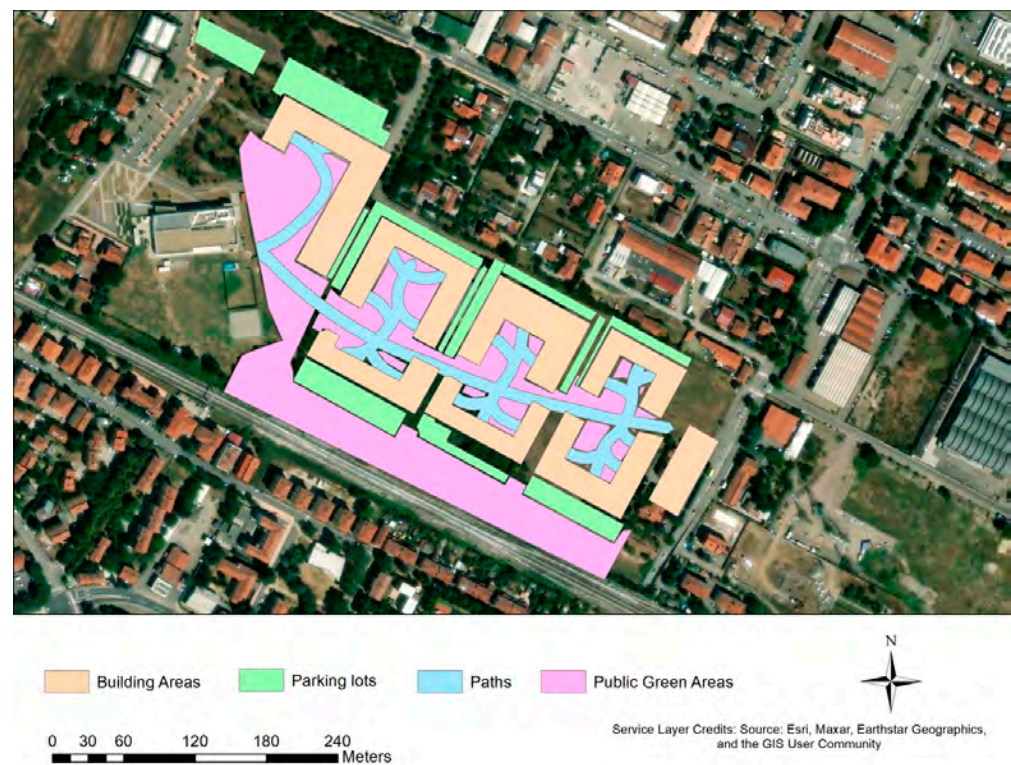 N
Building Areas
Parking lots
Paths
Public Green Areas
Service Layer Credits: Source: Esri, Maxar, Earthstar Geographics,
and the GIS User Community
0 30 60 120 180 240
Meters